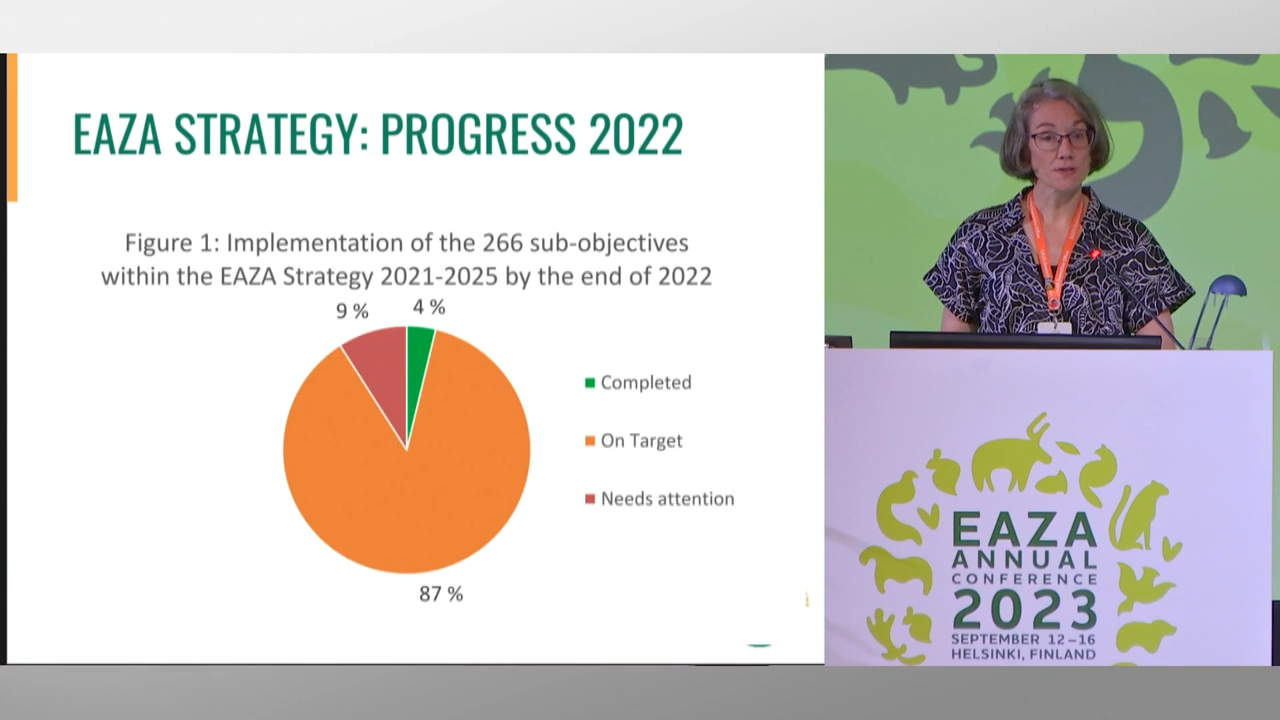 EAZA STRATEGY: PROGRESS 2022
Figure 1: Implementation of the 266 sub-objectives
within the EAZA Strategy 2021-2025 by the end of 2022
9 %
4 %
Completed
On Target
Needs attention
87 %
EAZA
ANNUAL
CONFERENCE
2023
SEPTEMBER 12–16
HELSINKI, FINLAND